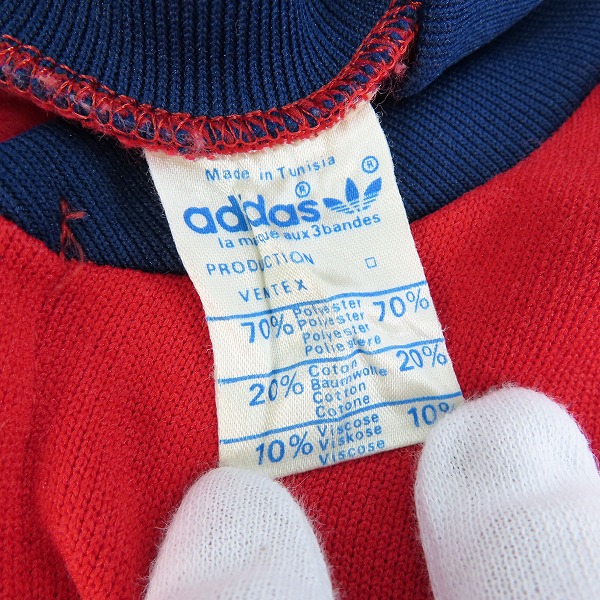 Made in Tunisia
adidas ® ®
la marque aux 3 bandes
PRODUCTION
VENTEX
70% Polyester 70%
Polyester
Polyester
Poliestere
20% Coton 20%
Baumwolle
Cotton
Cotone
10% Viscose 10%
Viskose
Viscose